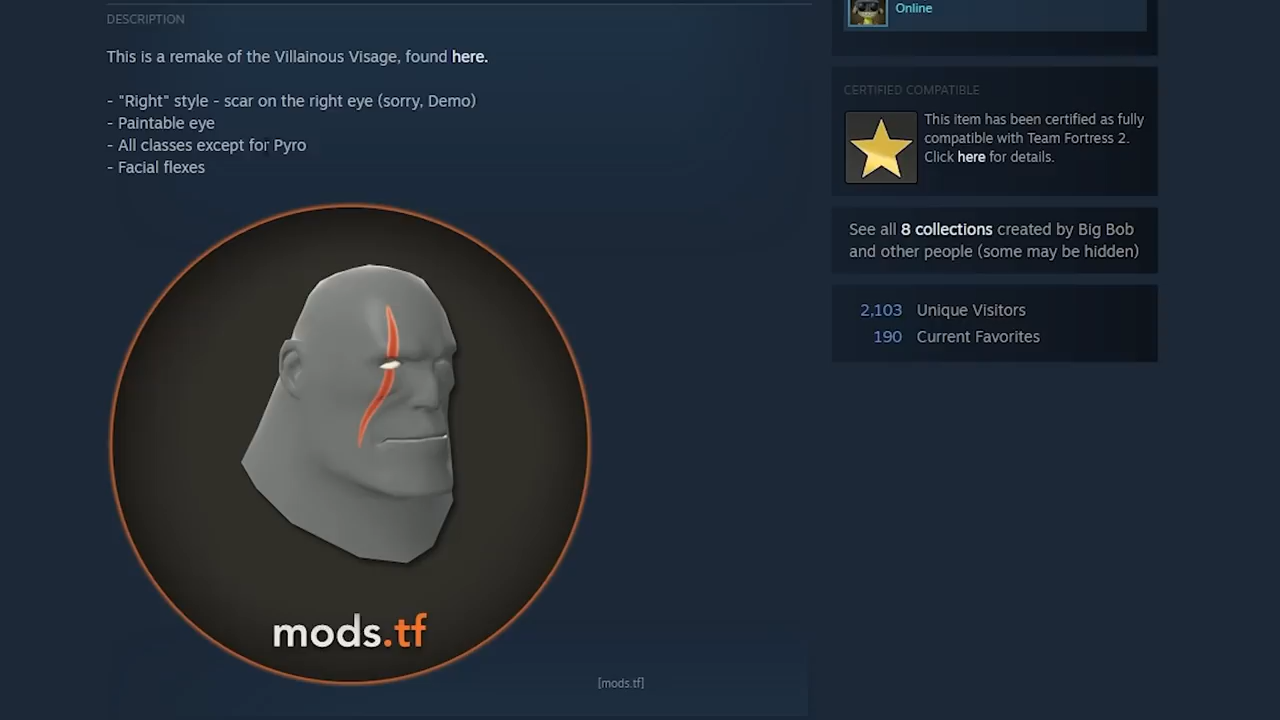 DESCRIPTION
This is a remake of the Villainous Visage, found here.
- "Right" style - scar on the right eye (sorry, Demo)
- Paintable eye
- All classes except for Pyro
- Facial flexes
mods.tf
[mods.tf]
Online
CERTIFIED COMPATIBLE
This item has been certified as fully
compatible with Team Fortress 2.
Click here for details.
See all 8 collections created by Big Bob
and other people (some may be hidden)
2,103 Unique Visitors
190 Current Favorites